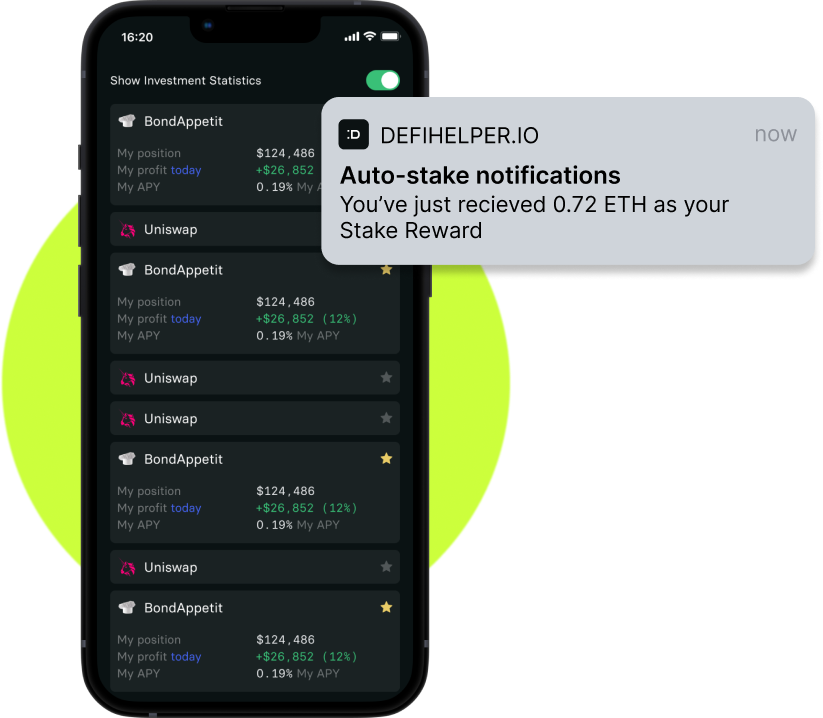 16:20
Show Investment Statistics
BondAppetit
My position $124,486
My profit today +$26,852
My APY 0.19% My A
:D DEFIHELPER.IO now
Auto-stake notifications
You’ve just recieved 0.72 ETH as your
Stake Reward
Uniswap
BondAppetit
My position $124,486
My profit today +$26,852 (12%)
My APY 0.19% My APY
Uniswap
Uniswap
BondAppetit
My position $124,486
My profit today +$26,852 (12%)
My APY 0.19% My APY
Uniswap
BondAppetit
My position $124,486
My profit today +$26,852 (12%)
My APY 0.19% My APY